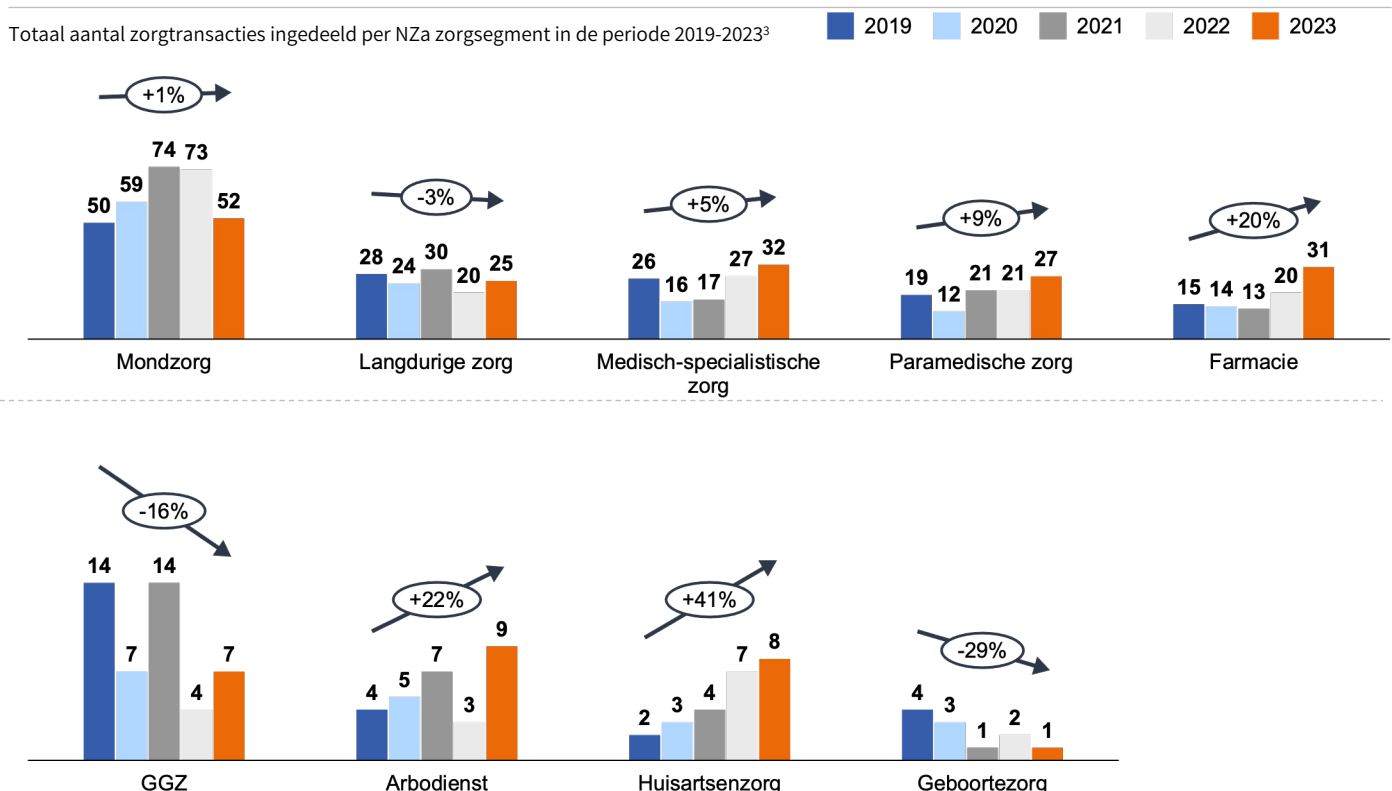 Totaal aantal zorgtransacties ingedeeld per NZa zorgsegment in de periode 2019-2023³
2019 2020 2021 2022 2023
+1%
50 59 74 73 52
Mondzorg
-3%
28 24 30 20 25
Langdurige zorg
+5%
26 16 17 27 32
Medisch-specialistische
zorg
+9%
19 12 21 21 27
Paramedische zorg
+20%
15 14 13 20 31
Farmacie
-16%
14 7 14 4 7
GGZ
+22%
4 5 7 3 9
Arbodienst
+41%
2 3 4 7 8
Huisartsenzorg
-29%
4 3 1 2 1
Geboortezorg